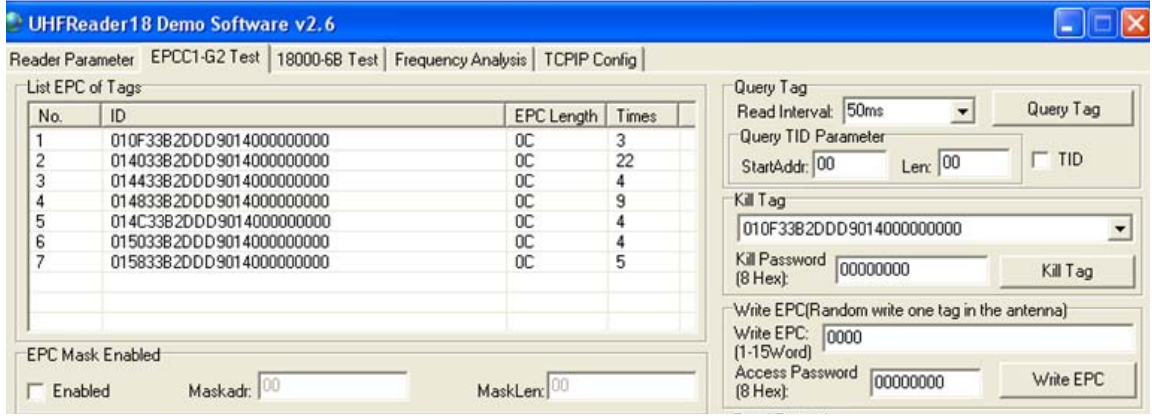 UHFReader18 Demo Software v2.6
Reader Parameter EPCC1-G2 Test 18000-6B Test Frequency Analysis TCPIP Config
List EPC of Tags
No. ID EPC Length Times
1 010F33B2DDD9014000000000 0C 3
2 014033B2DDD9014000000000 0C 22
3 014433B2DDD9014000000000 0C 4
4 014833B2DDD9014000000000 0C 9
5 014C33B2DDD9014000000000 0C 4
6 015033B2DDD9014000000000 0C 4
7 015833B2DDD9014000000000 0C 5
EPC Mask Enabled
Enabled Maskadr: 00 MaskLen: 00
Query Tag
Read Interval: 50ms Query Tag
Query TID Parameter
StartAddr: 00 Len: 00 TID
Kill Tag
010F33B2DDD9014000000000
Kill Password
(8 Hex): 00000000 Kill Tag
Write EPC(Random write one tag in the antenna)
Write EPC: 0000
(1-15Word)
Access Password
(8 Hex): 00000000 Write EPC